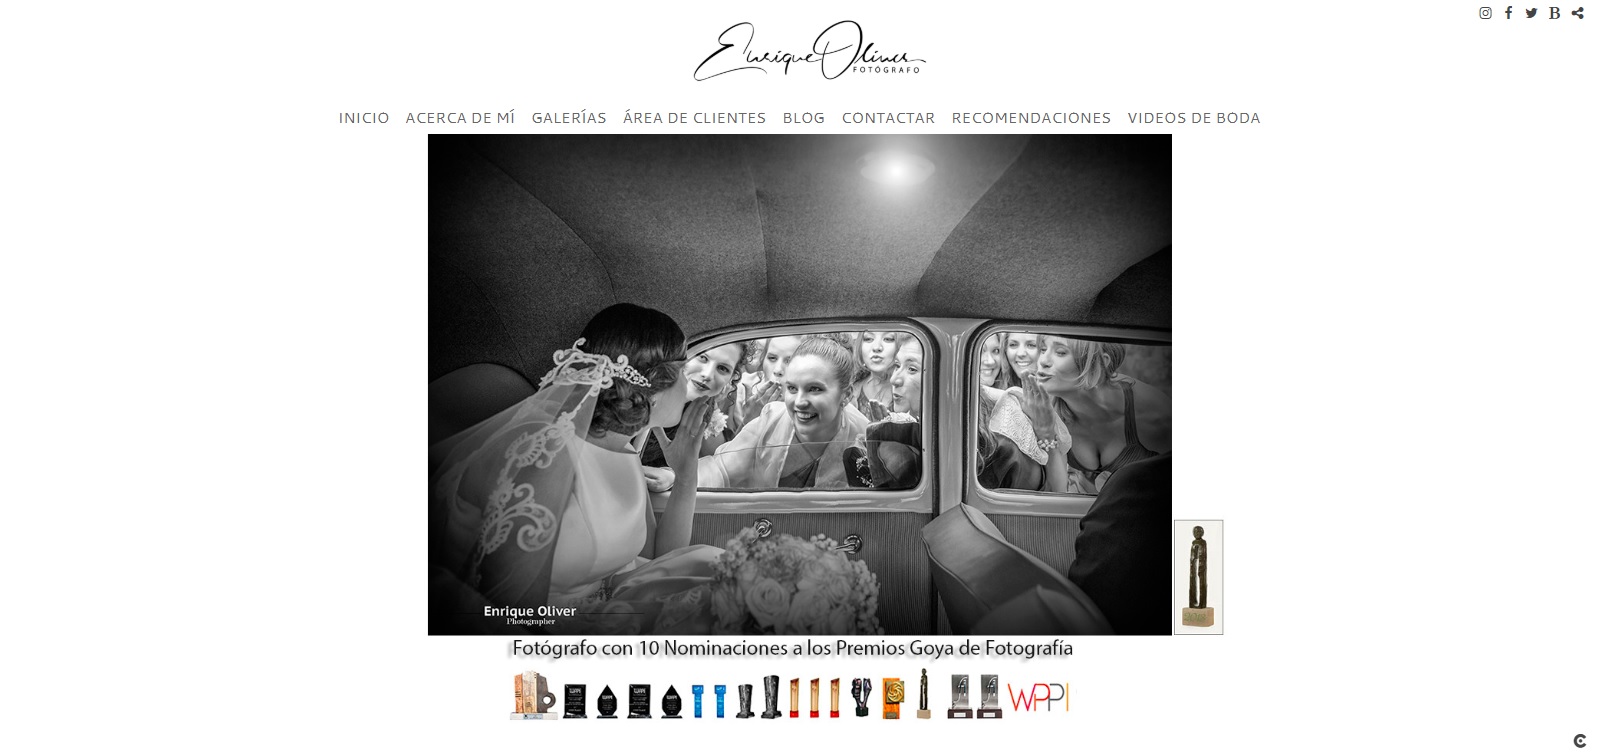 Enrique Oliver
FOTÓGRAFO
INICIO ACERCA DE MÍ GALERÍAS ÁREA DE CLIENTES BLOG CONTACTAR RECOMENDACIONES VIDEOS DE BODA
Enrique Oliver
Photographer
Fotógrafo con 10 Nominaciones a los Premios Goya de Fotografía
WPPI